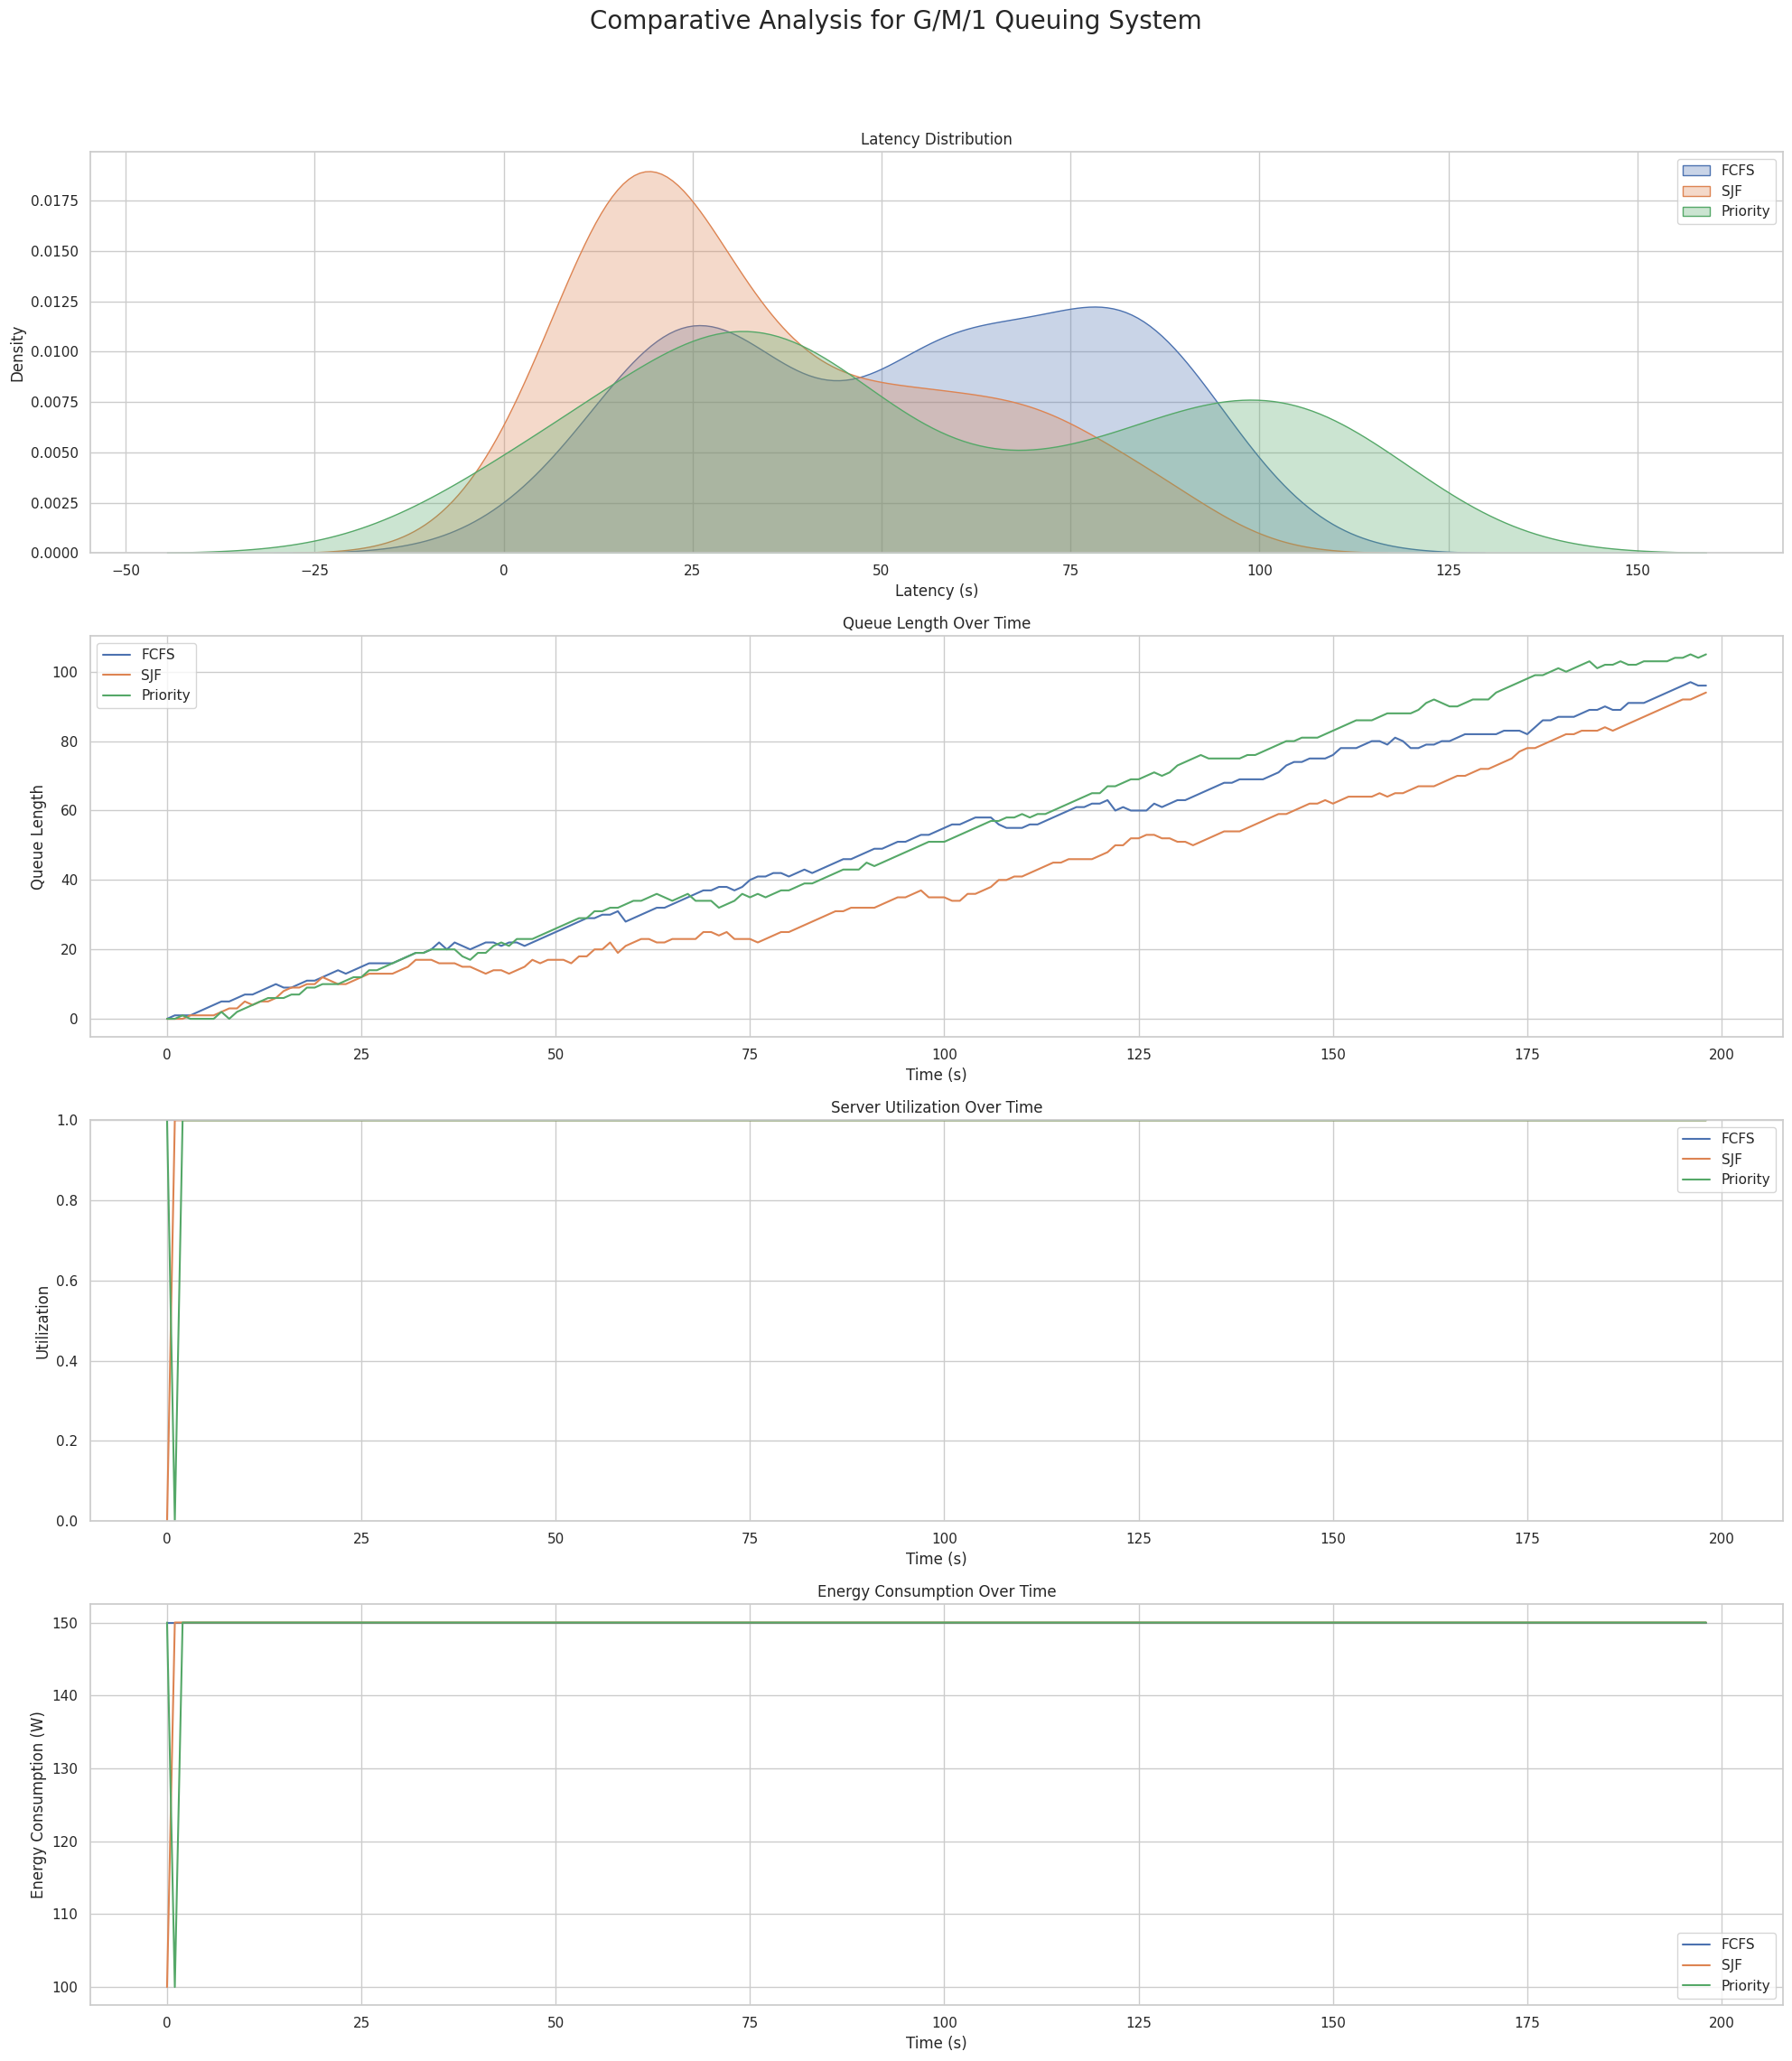 Comparative Analysis for G/M/1 Queuing System
Latency Distribution
FCFS
SJF
Priority
0.0175
0.0150
0.0125
0.0100
0.0075
0.0050
0.0025
0.0000
Density
−50 −25 0 25 50 75 100 125 150
Latency (s)
Queue Length Over Time
FCFS
SJF
Priority
100
80
60
40
20
0
Queue Length
0 25 50 75 100 125 150 175 200
Time (s)
Server Utilization Over Time
FCFS
SJF
Priority
1.0
0.8
0.6
0.4
0.2
0.0
Utilization
0 25 50 75 100 125 150 175 200
Time (s)
Energy Consumption Over Time
150
140
130
120
110
100
Energy Consumption (W)
FCFS
SJF
Priority
0 25 50 75 100 125 150 175 200
Time (s)